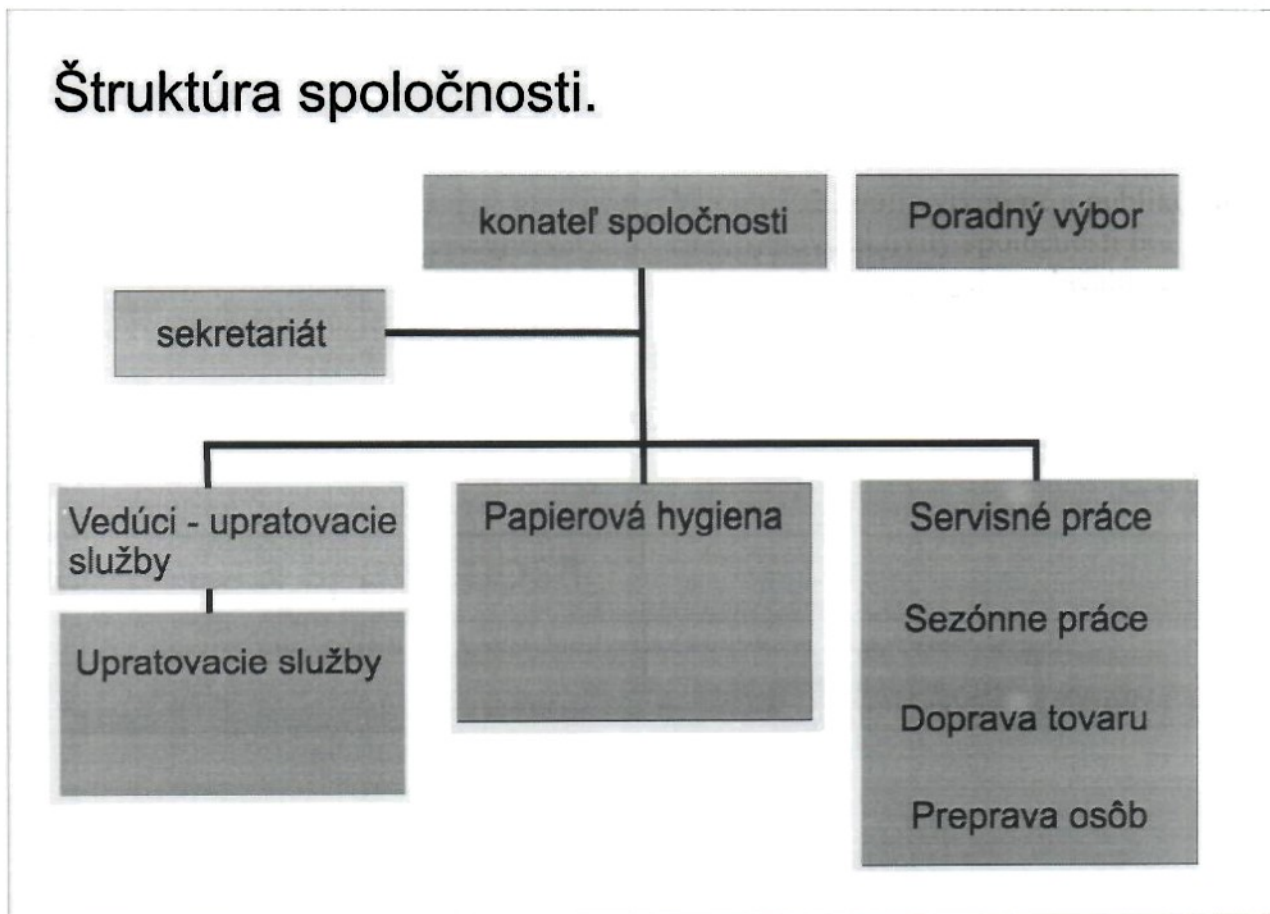 Štruktúra spoločnosti.
konateľ spoločnosti
Poradný výbor
sekretariát
Vedúci - upratovacie
služby
Upratovacie služby
Papierová hygiena
Servisné práce
Sezónne práce
Doprava tovaru
Preprava osôb